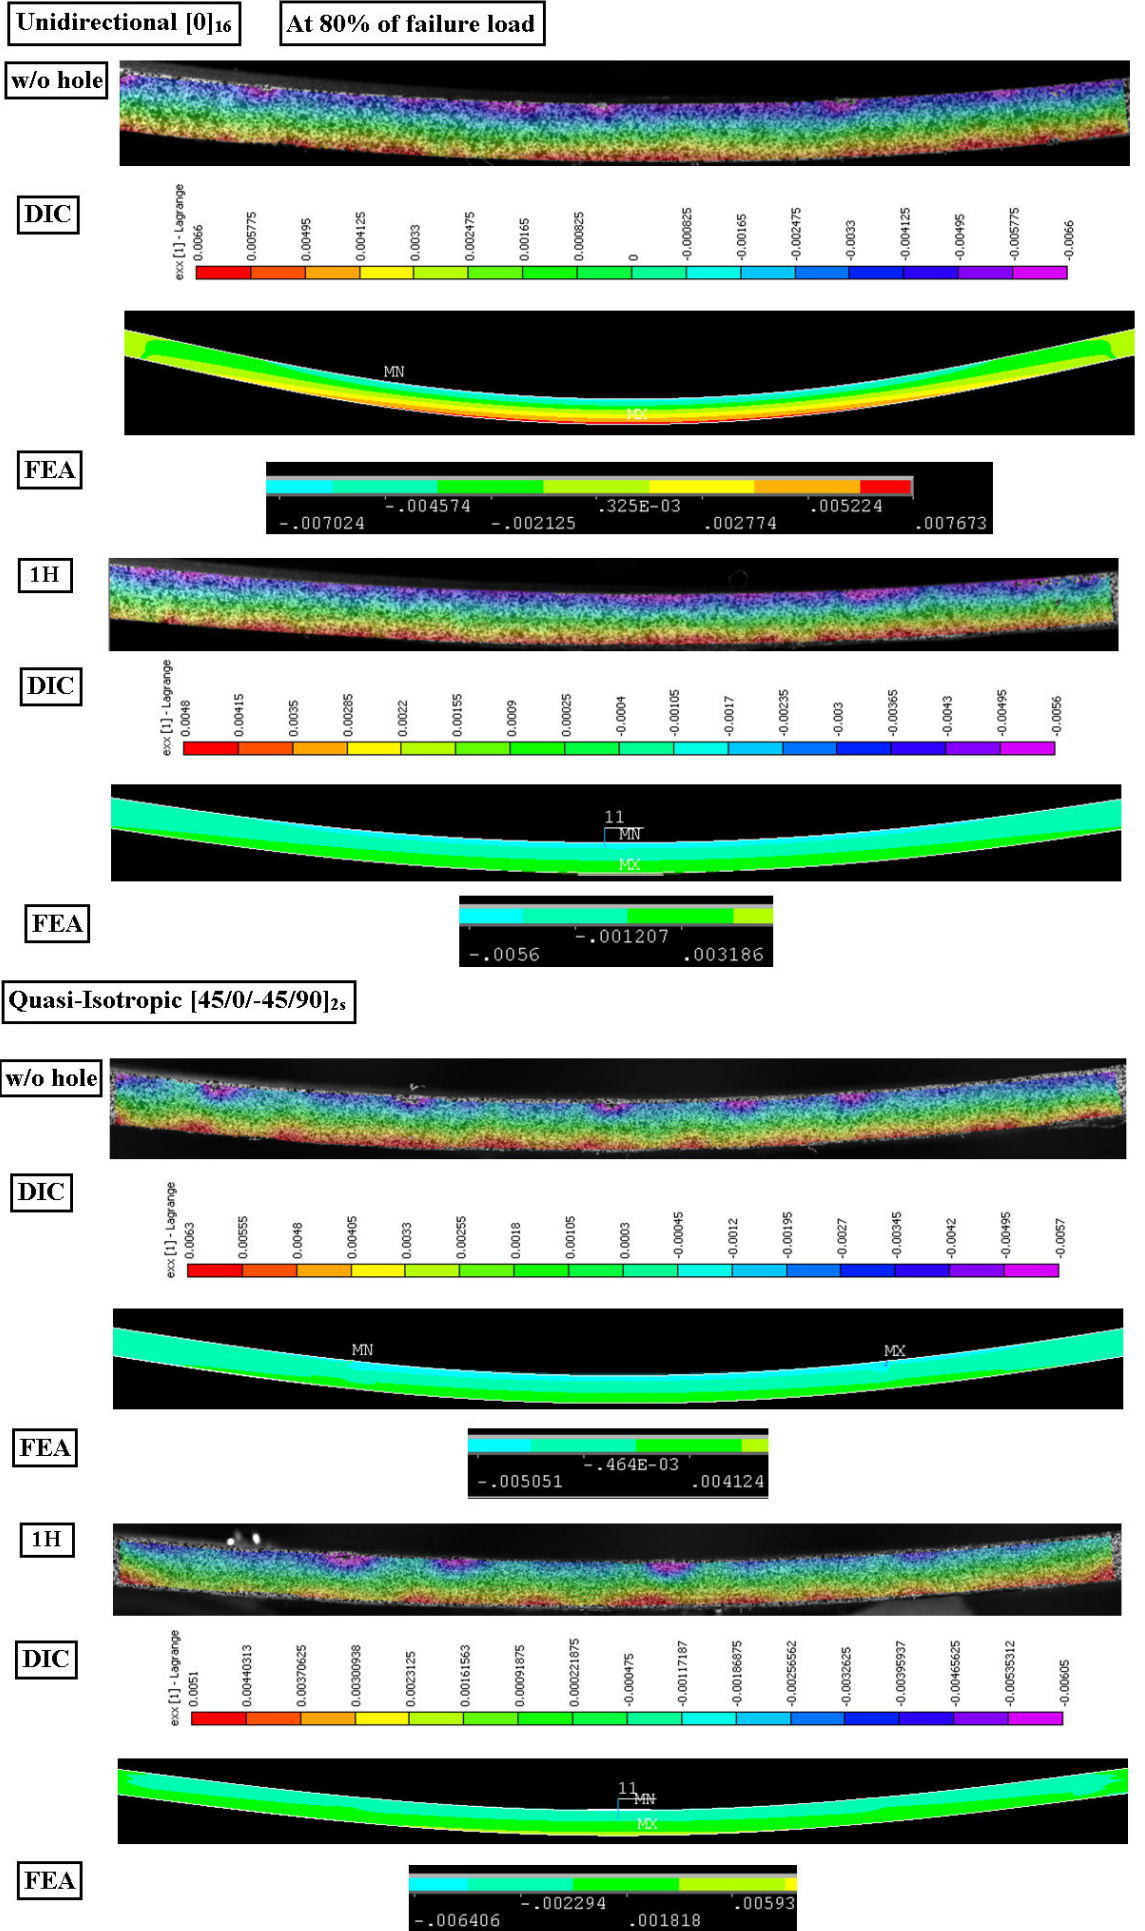 Unidirectional [0]16 At 80% of failure load
w/o hole
DIC
exx [1] - Lagrange
0.0066 0.005775 0.00495 0.004125 0.0033 0.002475 0.00165 0.000825 0 -0.000825 -0.00165 -0.002475 -0.0033 -0.004125 -0.00495 -0.005775 -0.0066
MN
MX
FEA
-.007024 -.004574 -.002125 .325E-03 .002774 .005224 .007673
1H
DIC
exx [1] - Lagrange
0.0048 0.00415 0.0035 0.00285 0.0022 0.00155 0.0009 0.00025 -0.0004 -0.00105 -0.0017 -0.00235 -0.003 -0.00365 -0.0043 -0.00495 -0.0056
11
MN
MX
FEA
-.0056 -.001207 .003186
Quasi-Isotropic [45/0/-45/90]2s
w/o hole
DIC
exx [1] - Lagrange
0.0063 0.00555 0.0048 0.00405 0.0033 0.00255 0.0018 0.00105 0.0003 -0.00045 -0.0012 -0.00195 -0.0027 -0.00345 -0.0042 -0.00495 -0.0057
MN MX
FEA
-.005051 -.464E-03 .004124
1H
DIC
exx [1] - Lagrange
0.0051 0.00440313 0.00370625 0.00300938 0.0023125 0.00161563 0.00091875 0.000221875 -0.000475 -0.00117187 -0.00186875 -0.00256562 -0.0032625 -0.00395937 -0.00465625 -0.00535312 -0.00605
11
MN
MX
FEA
-.006406 -.002294 .001818 .00593